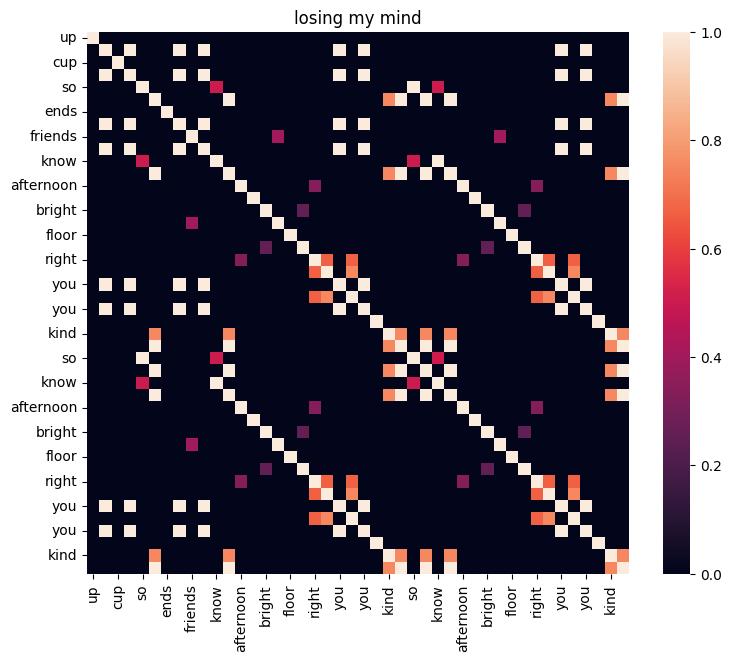 losing my mind
up
cup
so
ends
friends
know
afternoon
bright
floor
right
you
you
kind
so
know
afternoon
bright
floor
right
you
you
kind
up
cup
so
ends
friends
know
afternoon
bright
floor
right
you
you
kind
so
know
afternoon
bright
floor
right
you
you
kind
1.0
0.8
0.6
0.4
0.2
0.0